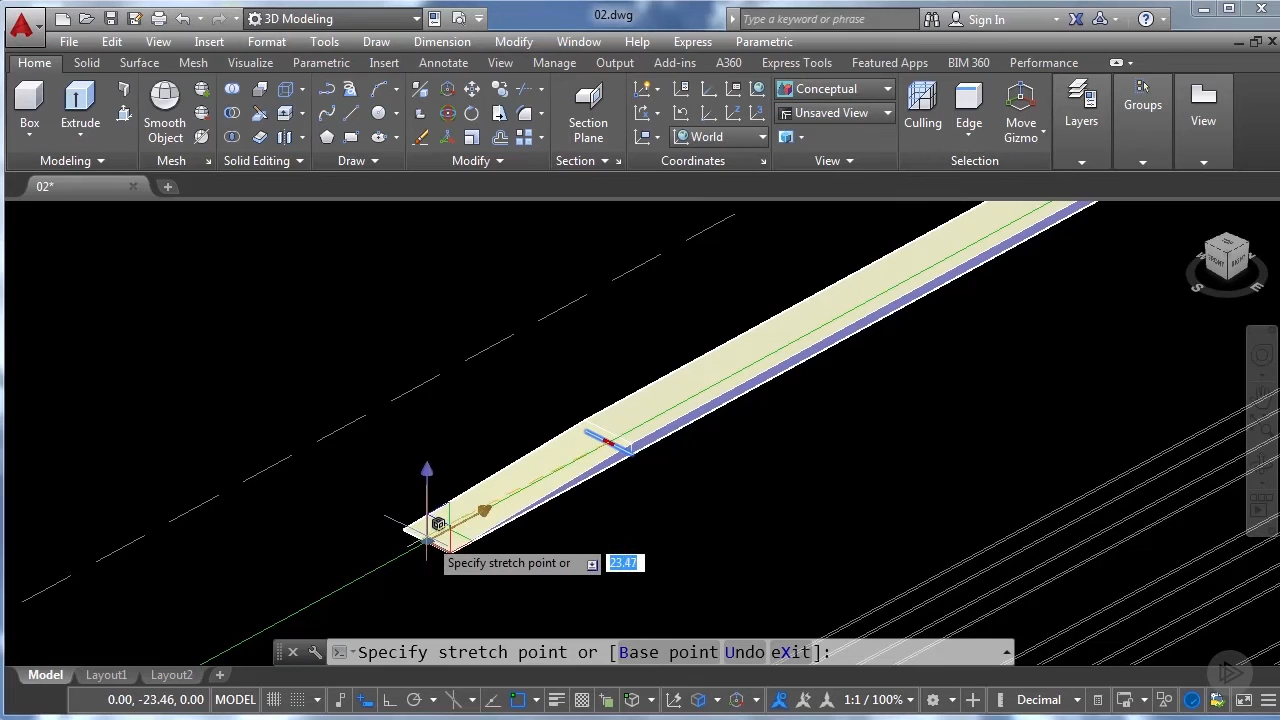 3D Modeling
02.dwg
Type a keyword or phrase
Sign In
File Edit View Insert Format Tools Draw Dimension Modify Window Help Express Parametric
Home Solid Surface Mesh Visualize Parametric Insert Annotate View Manage Output Add-ins A360 Express Tools Featured Apps BIM 360 Performance
Box
Extrude
Smooth
Object
Section
Plane
Conceptual
Unsaved View
World
Culling
Edge
Move
Gizmo
Layers
Groups
View
Modeling
Mesh
Solid Editing
Draw
Modify
Section
Coordinates
View
Selection
02*
S
E
Specify stretch point or
23.47
Specify stretch point or [Base point Undo eXit]:
Model Layout1 Layout2
0.00, -23.46, 0.00 MODEL
1:1 / 100%
Decimal